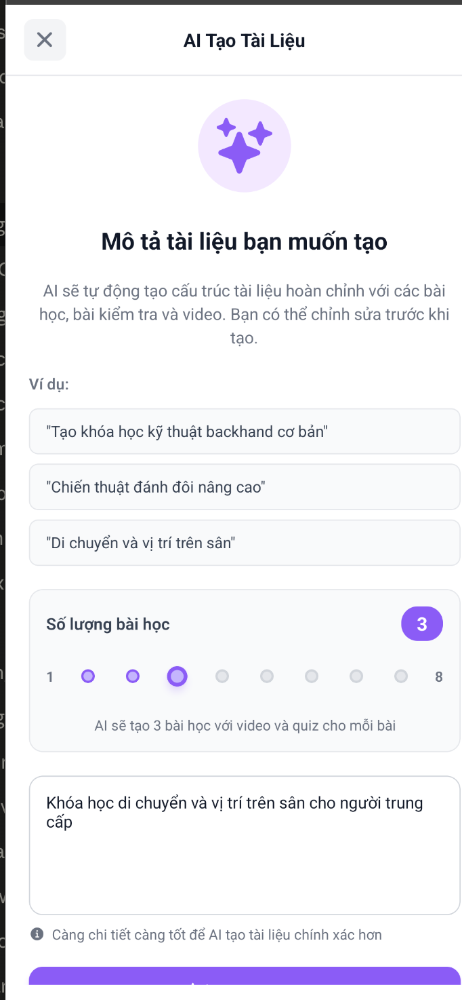 AI Tạo Tài Liệu
Mô tả tài liệu bạn muốn tạo
AI sẽ tự động tạo cấu trúc tài liệu hoàn chỉnh với các bài
học, bài kiểm tra và video. Bạn có thể chỉnh sửa trước khi
tạo.
Ví dụ:
"Tạo khóa học kỹ thuật backhand cơ bản"
"Chiến thuật đánh đôi nâng cao"
"Di chuyển và vị trí trên sân"
Số lượng bài học
3
1
8
AI sẽ tạo 3 bài học với video và quiz cho mỗi bài
Khóa học di chuyển và vị trí trên sân cho người trung
cấp
Càng chi tiết càng tốt để AI tạo tài liệu chính xác hơn